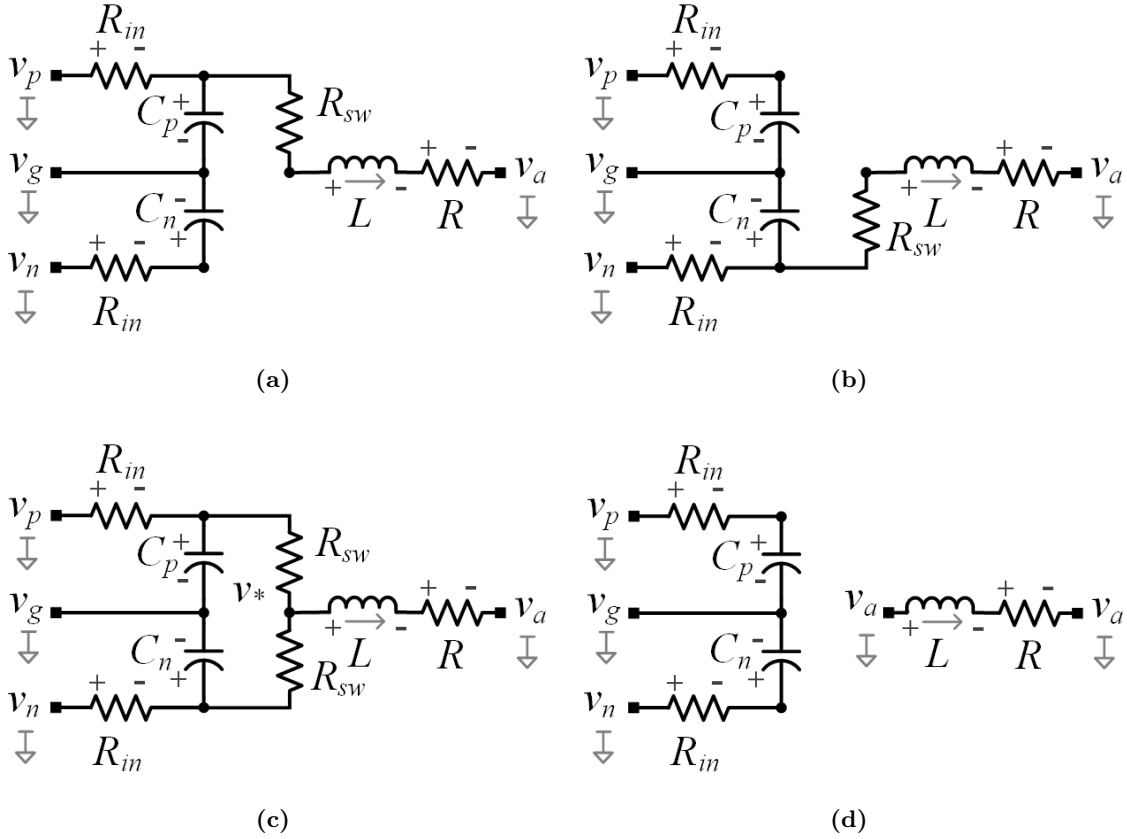 R_in R_in
+ - + -
v_p v_p
C_p + R_sw C_p +
- -
v_g v_a v_g v_a
+ - + - + - + -
C_n - L R C_n - L R
+ + R_sw
v_n + - v_n + -
R_in R_in
(a) (b)
R_in R_in
+ - + -
v_p v_p
C_p + R_sw C_p +
- v* -
v_g v_a v_g v_a v_a
+ - + - + - + -
C_n - L R C_n - L R
+ R_sw +
v_n + - v_n + -
R_in R_in
(c) (d)